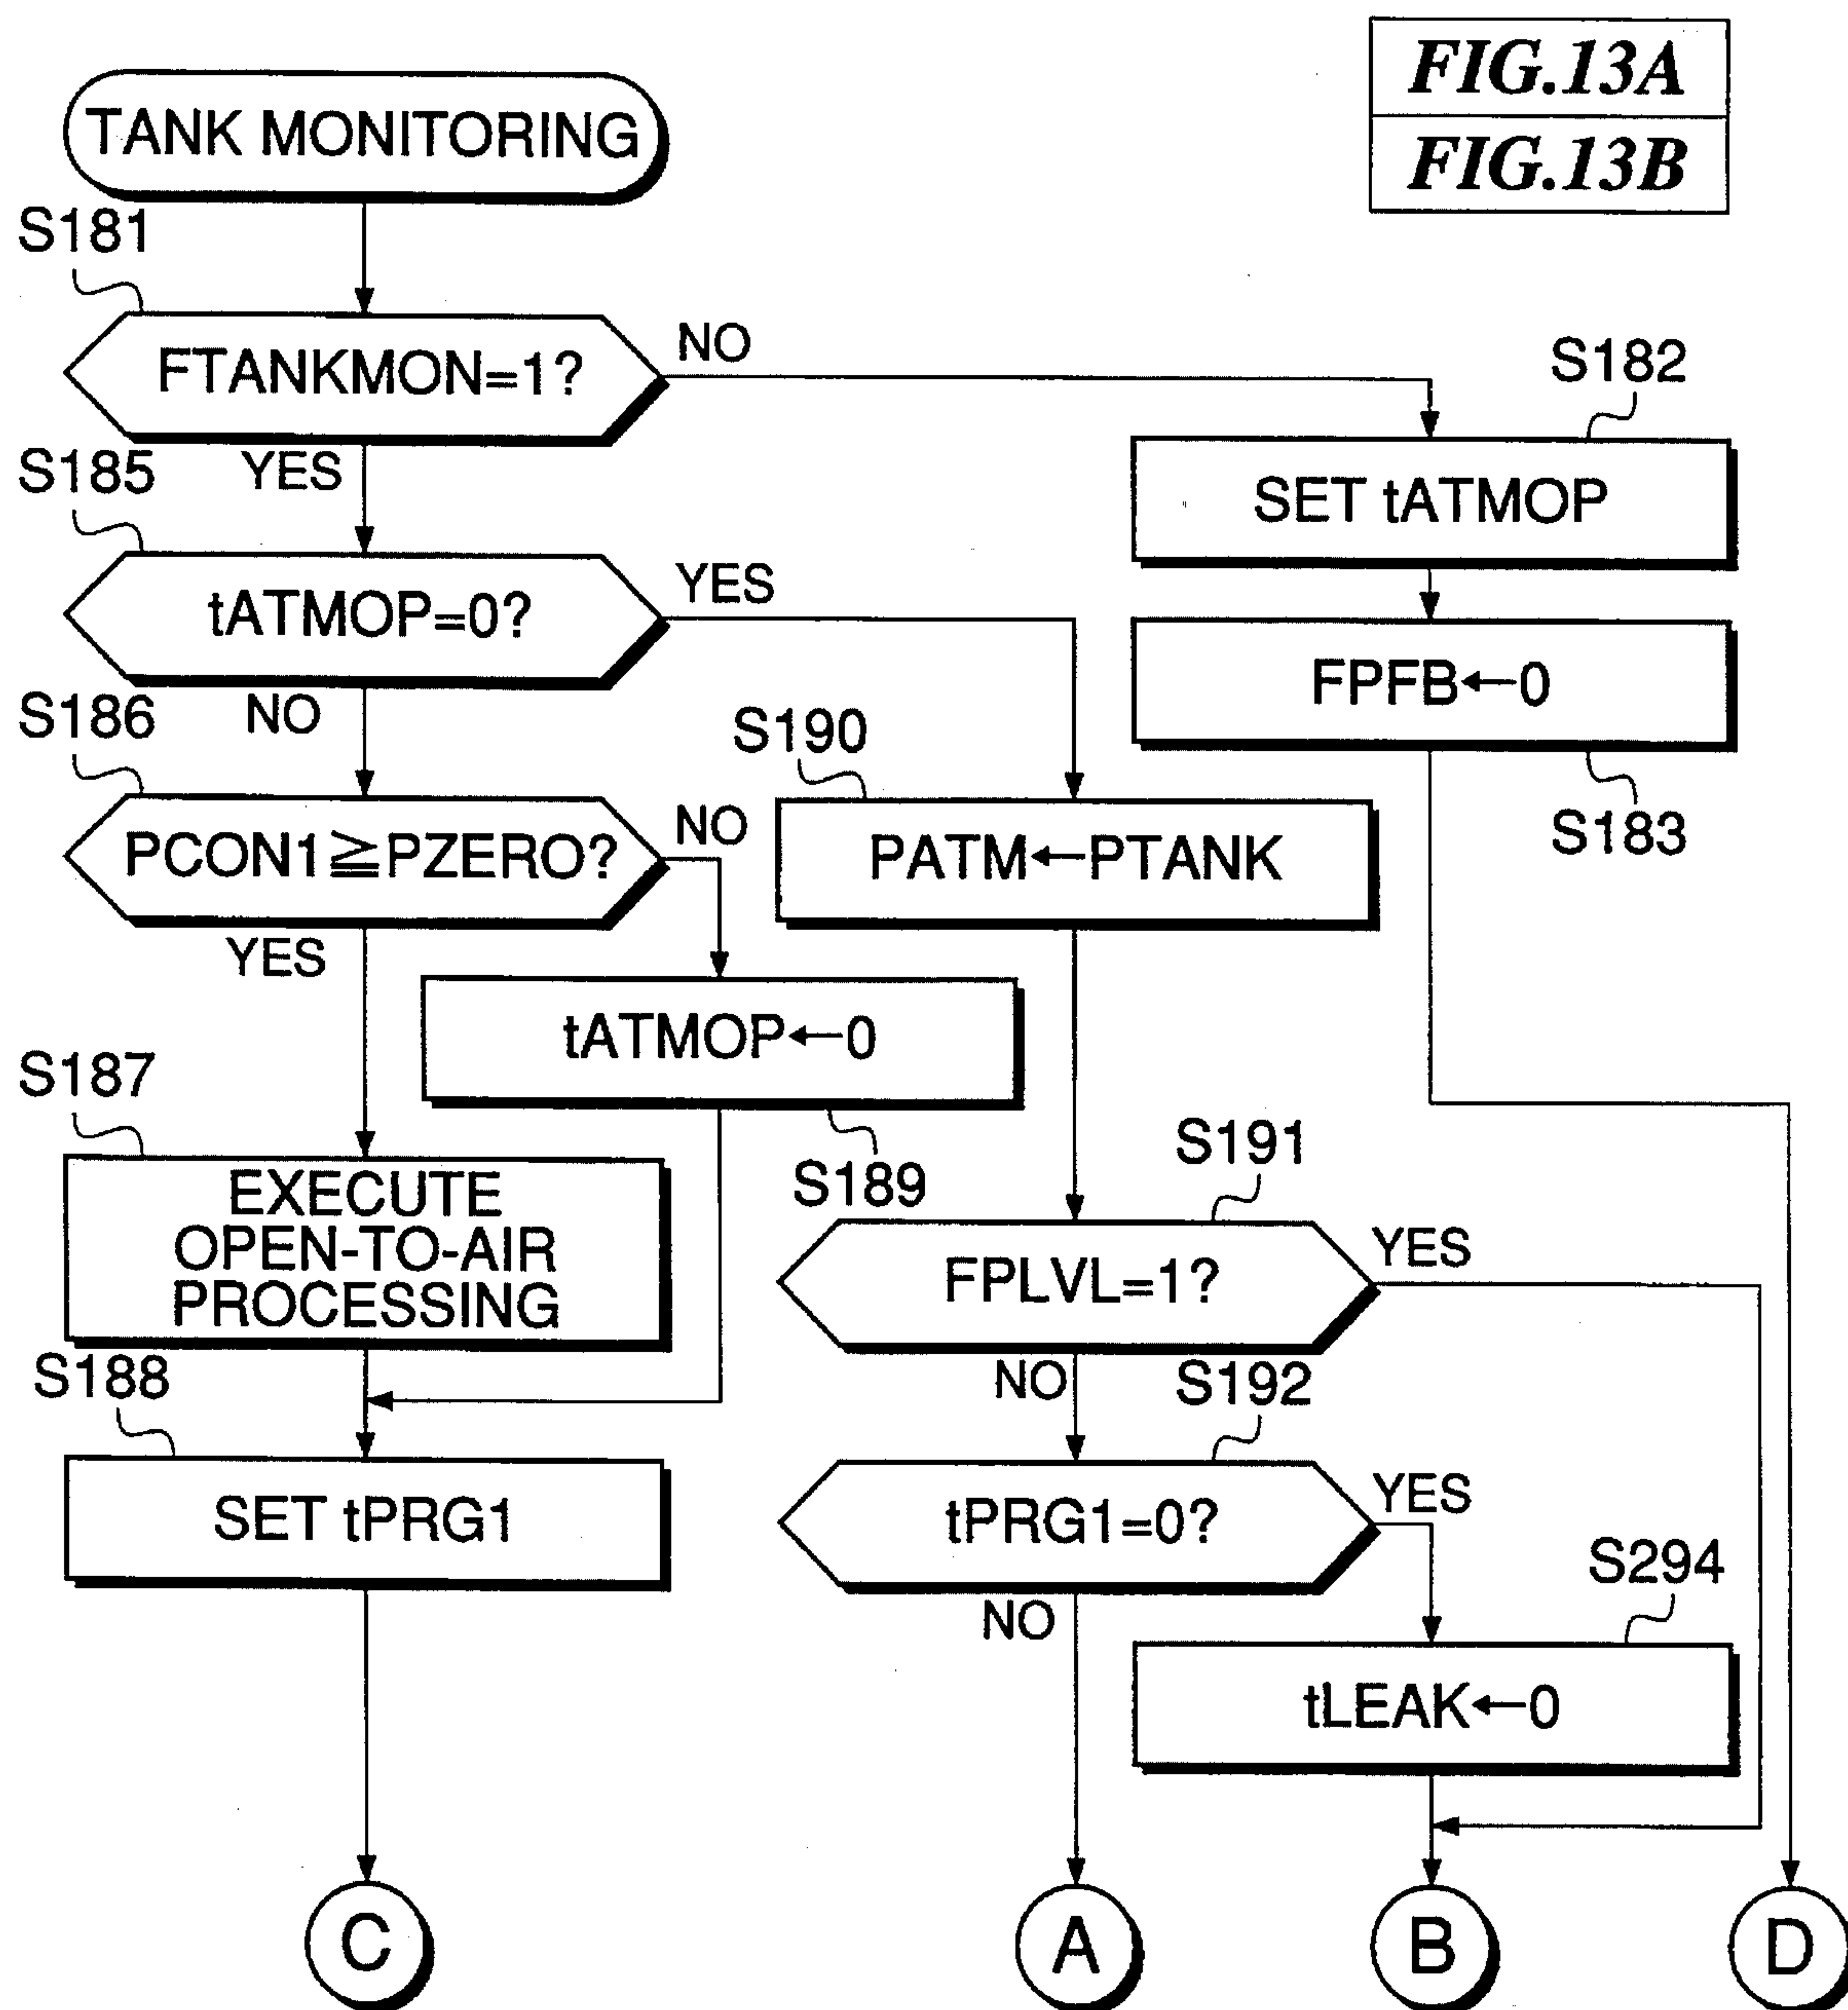 FIG.13A
FIG.13B
TANK MONITORING
S181
FTANKMON=1?
NO
YES
S182
SET tATMOP
FPFB←0
S183
S185
tATMOP=0?
YES
NO
S186
PCON1≧PZERO?
NO
YES
S190
PATM←PTANK
tATMOP←0
S189
S187
EXECUTE
OPEN-TO-AIR
PROCESSING
S188
SET tPRG1
S191
FPLVL=1?
YES
NO
S192
tPRG1=0?
YES
NO
S294
tLEAK←0
C
A
B
D